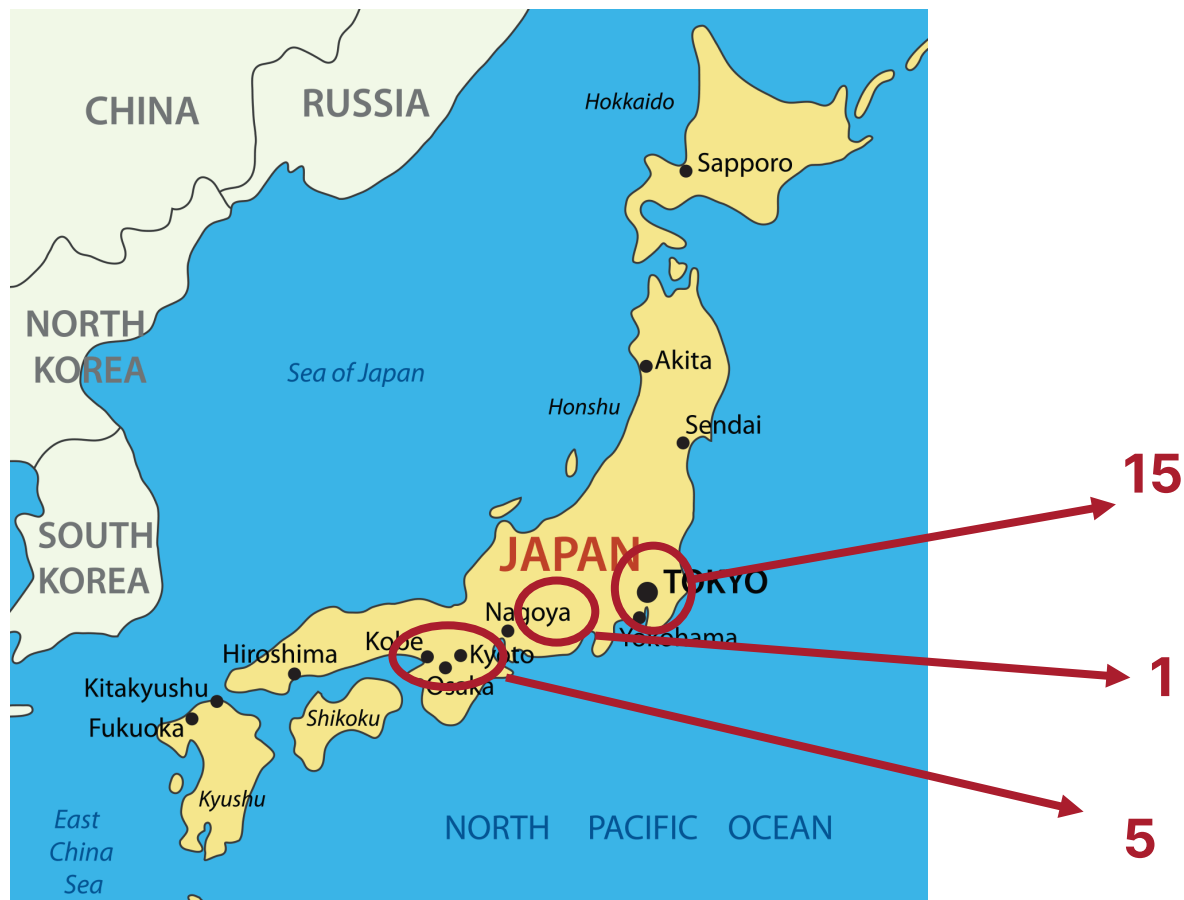 CHINA
RUSSIA
Hokkaido
Sapporo
NORTH
KOREA
Sea of Japan
Akita
Honshu
Sendai
15
SOUTH
KOREA
JAPAN
TOKYO
Nagoya
Yokohama
Kobe
Kyoto
Hiroshima
Osaka
1
Kitakyushu
Fukuoka
Shikoku
Kyushu
East
China
Sea
NORTH PACIFIC OCEAN
5